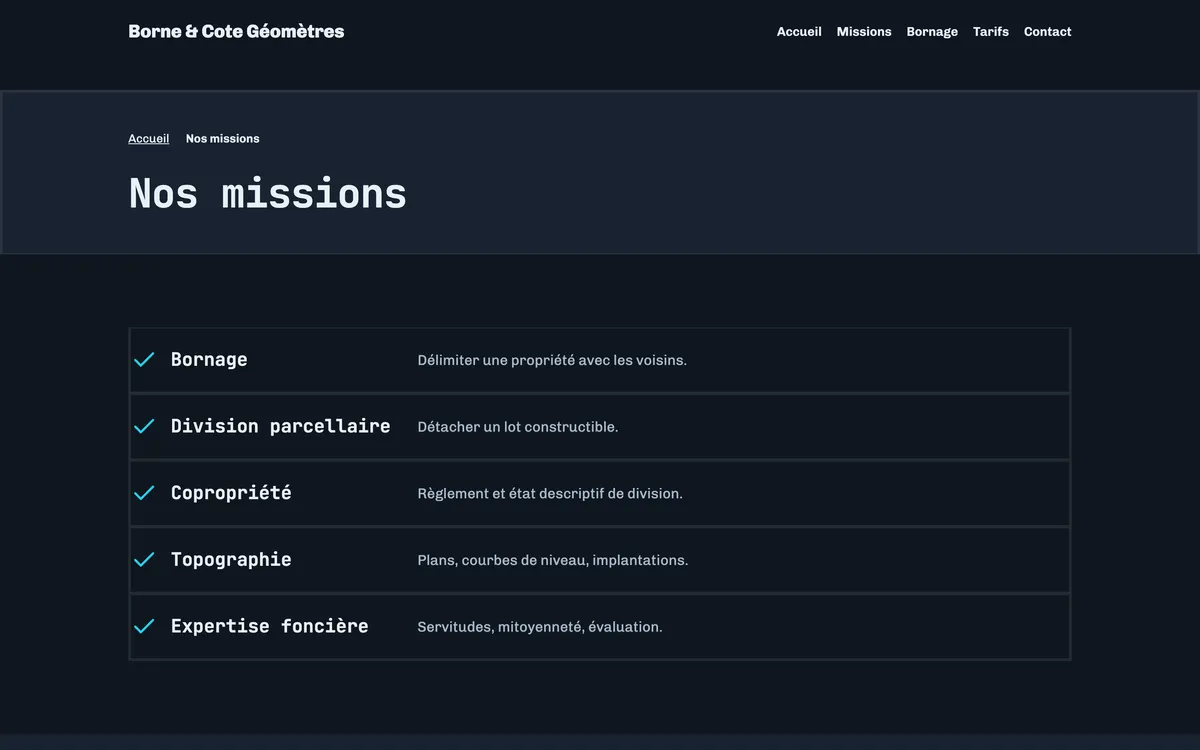 Borne & Cote Géomètres
Accueil Missions Bornage Tarifs Contact
Accueil Nos missions
Nos missions
Bornage Délimiter une propriété avec les voisins.
Division parcellaire Détacher un lot constructible.
Copropriété Règlement et état descriptif de division.
Topographie Plans, courbes de niveau, implantations.
Expertise foncière Servitudes, mitoyenneté, évaluation.